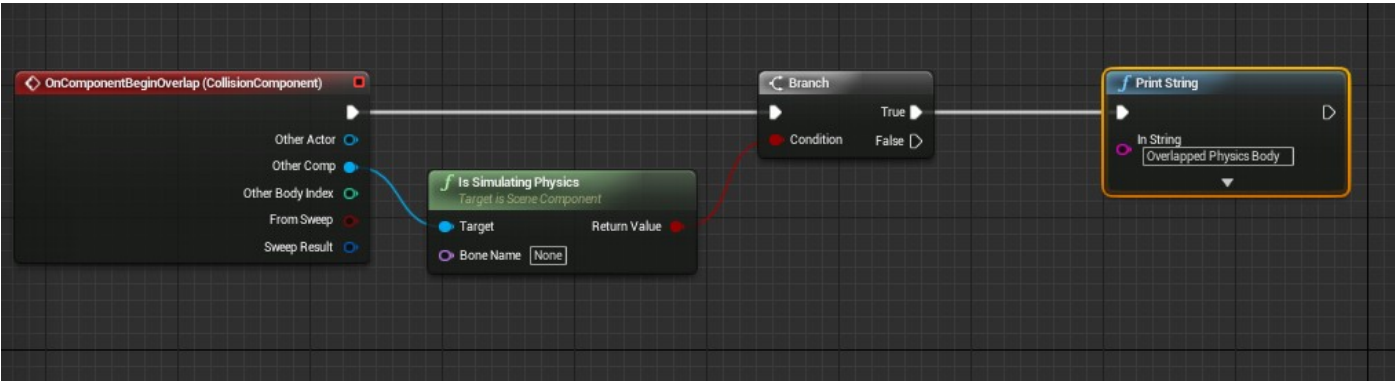 OnComponentBeginOverlap (CollisionComponent)
Other Actor
Other Comp
Other Body Index
From Sweep
Sweep Result
Is Simulating Physics
Target is Scene Component
Target
Return Value
Bone Name None
Branch
True
Condition
False
Print String
In String
Overlapped Physics Body